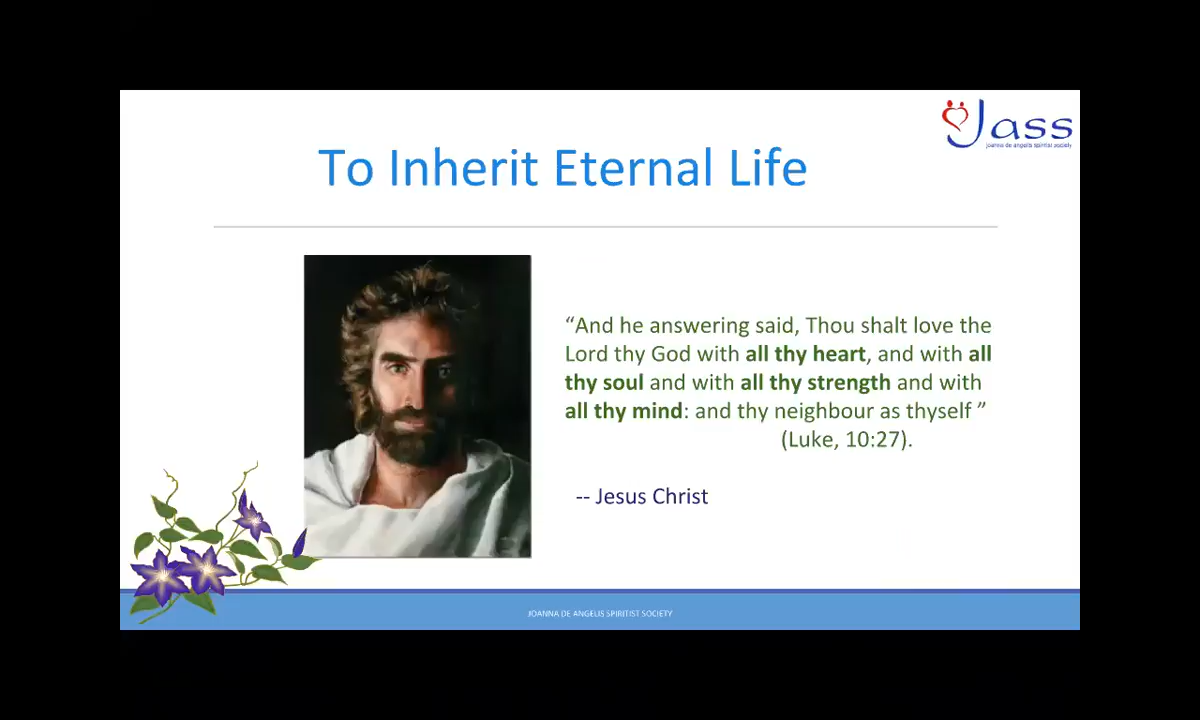 Jass
joanna de angelis spiritist society
To Inherit Eternal Life
“And he answering said, Thou shalt love the
Lord thy God with all thy heart, and with all
thy soul and with all thy strength and with
all thy mind: and thy neighbour as thyself ”
(Luke, 10:27).
-- Jesus Christ
JOANNA DE ANGELIS SPIRITIST SOCIETY